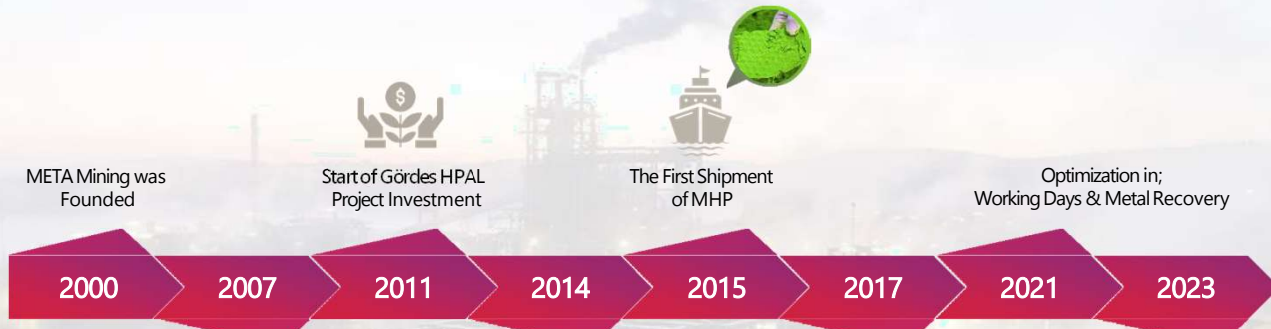 $
META Mining was
Founded
Start of Gördes HPAL
Project Investment
The First Shipment
of MHP
Optimization in;
Working Days & Metal Recovery
2000
2007
2011
2014
2015
2017
2021
2023